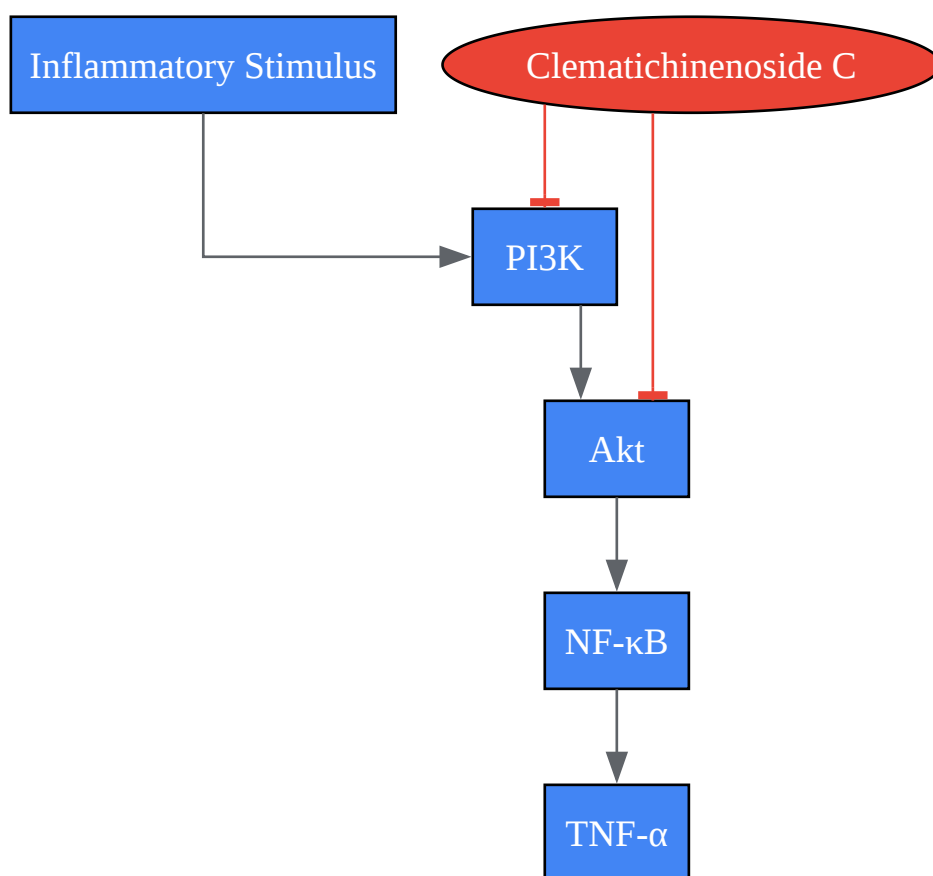 Inflammatory Stimulus
Clematichinenoside C
PI3K
Akt
NF-κB
TNF-α